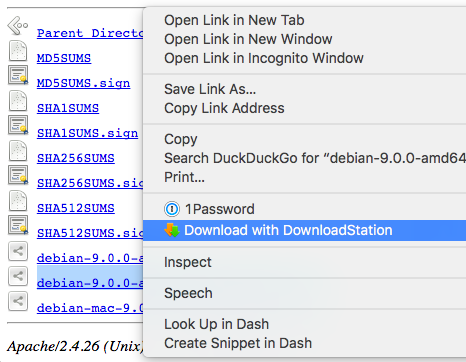 Parent Directo
MD5SUMS
MD5SUMS.sign
SHA1SUMS
SHA1SUMS.sign
SHA256SUMS
SHA256SUMS.sig
SHA512SUMS
SHA512SUMS.sig
debian-9.0.0-a
debian-9.0.0-a
debian-mac-9.0
Apache/2.4.26 (Unix)
Open Link in New Tab
Open Link in New Window
Open Link in Incognito Window
Save Link As...
Copy Link Address
Copy
Search DuckDuckGo for “debian-9.0.0-amd64
Print...
1Password
Download with DownloadStation
Inspect
Speech
Look Up in Dash
Create Snippet in Dash